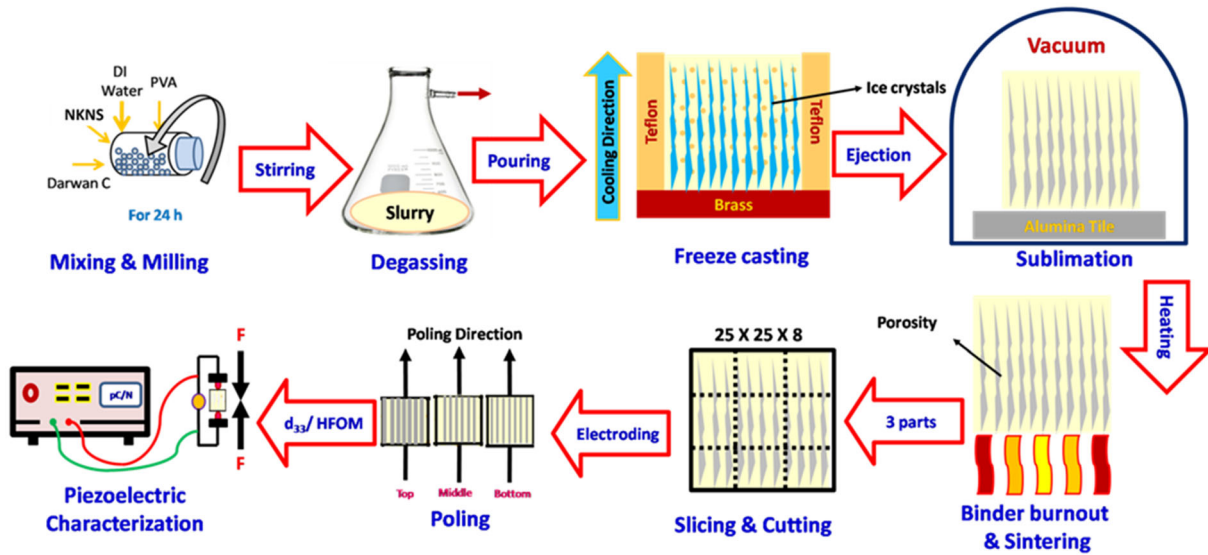 DI
Water
PVA
NKNS
Darwan C
For 24 h
Mixing & Milling
Stirring
Slurry
Degassing
Pouring
Cooling Direction
Teflon
Ice crystals
Teflon
Brass
Freeze casting
Ejection
Vacuum
Alumina Tile
Sublimation
Heating
Porosity
Binder burnout
& Sintering
3 parts
25 X 25 X 8
Slicing & Cutting
Electroding
Poling Direction
Top
Middle
Bottom
Poling
d₃₃/ HFOM
F
pC/N
F
Piezoelectric
Characterization